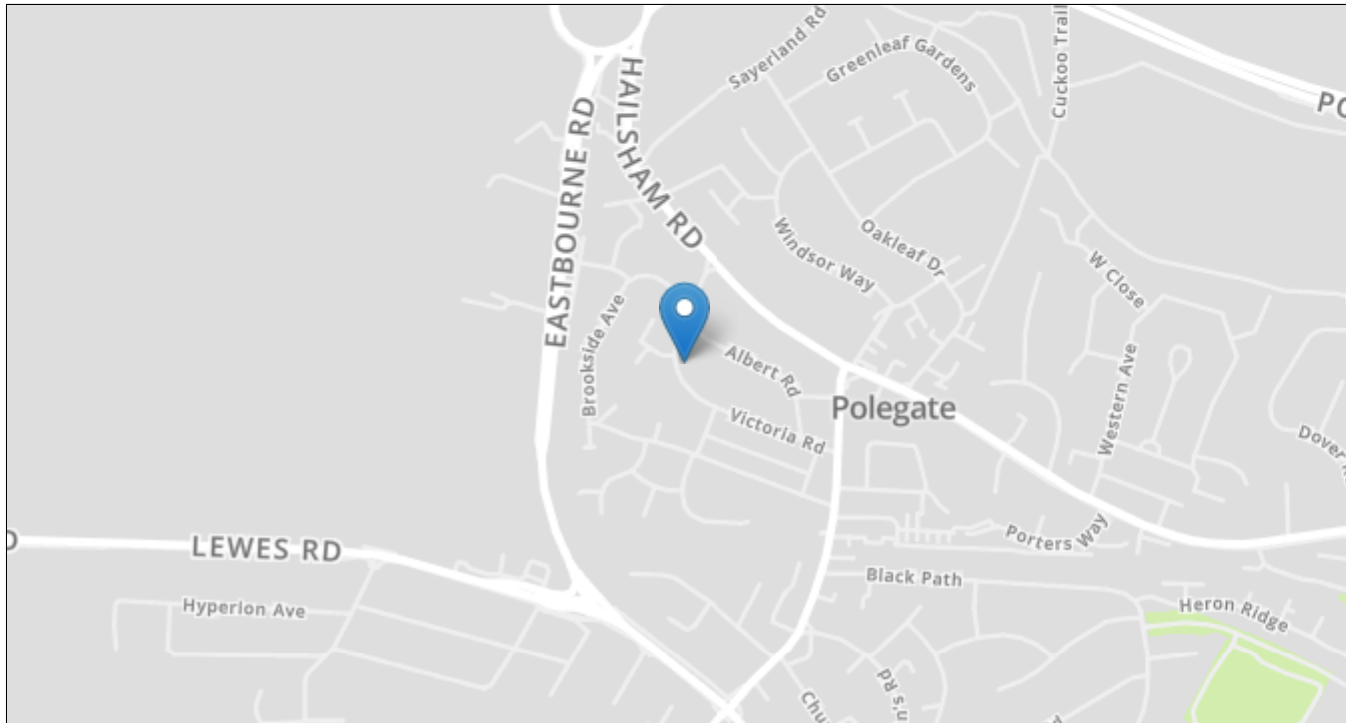 Sayerland Rd
Greenleaf Gardens
Cuckoo Trail
HAILSHAM RD
EASTBOURNE RD
Windsor Way
Oakleaf Dr
W Close
Brookside Ave
Albert Rd
Polegate
Victoria Rd
Western Ave
Dover
LEWES RD
Porters Way
Black Path
Hyperion Ave
Heron Ridge